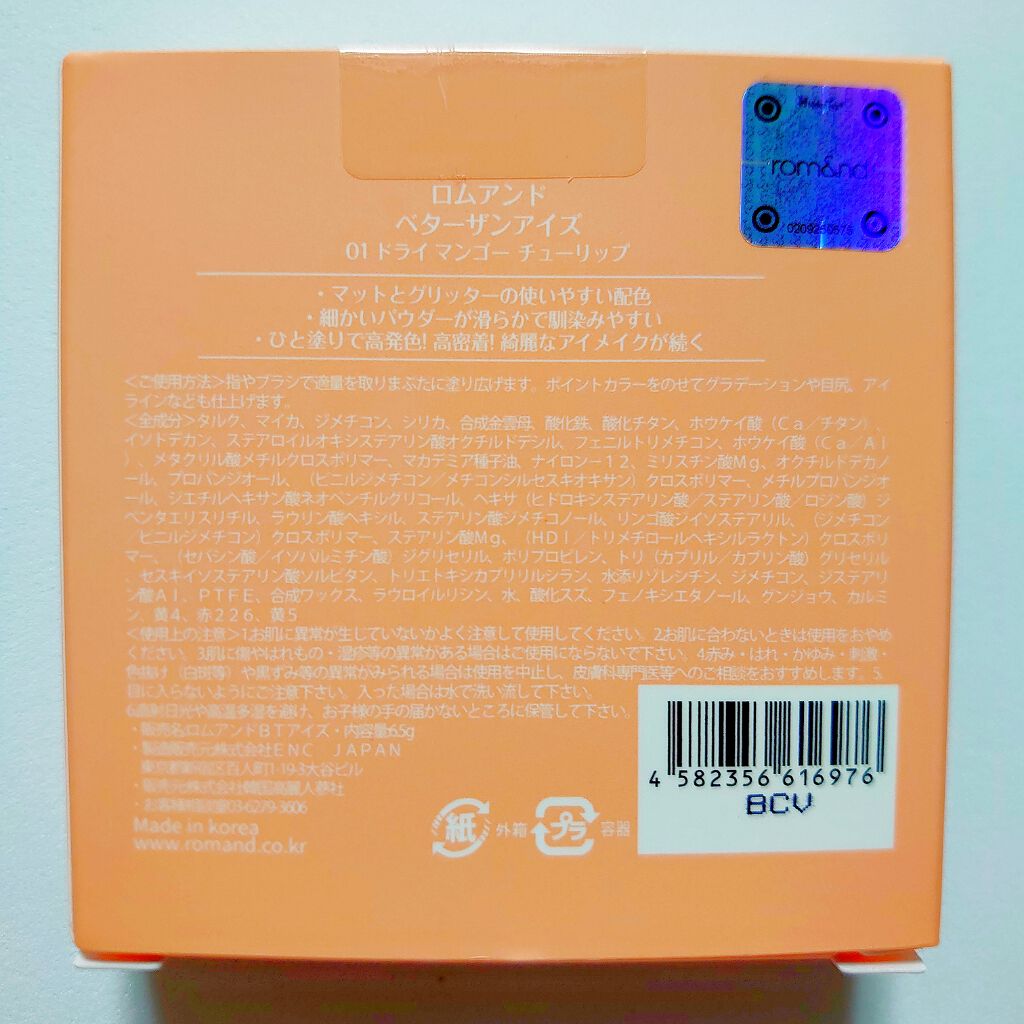 rom&nd
ロムアンド
ベターザンアイズ
01 ドライ マンゴー チューリップ
・マットとグリッターの使いやすい配色
・細かいパウダーが滑らかで馴染みやすい
・ひと塗りで高発色! 高密着! 綺麗なアイメイクが続く
＜ご使用方法＞指やブラシで適量を取りまぶたに塗り広げます。ポイントカラーをのせてグラデーションや目尻、アイ
ラインなども仕上げます。
＜全成分＞タルク、マイカ、ジメチコン、シリカ、合成金雲母、酸化鉄、酸化チタン、ホウケイ酸（Ｃａ／チタン）、
イソドデカン、ステアロイルオキシステアリン酸オクチルドデシル、フェニルトリメチコン、ホウケイ酸（Ｃａ／Ａｌ
）、メタクリル酸メチルクロスポリマー、マカデミア種子油、ナイロン－１２、ミリスチン酸Ｍｇ、オクチルドデカノ
ール、プロパンジオール、（ビニルジメチコン／メチコンシルセスキオキサン）クロスポリマー、メチルプロパンジオ
ール、ジエチルヘキサン酸ネオペンチルグリコール、ヘキサ（ヒドロキシステアリン酸／ステアリン酸／ロジン酸）ジ
ペンタエリスリチル、ラウリン酸ヘキシル、ステアリン酸ジメチコノール、リンゴ酸ジイソステアリル、（ジメチコン
／ビニルジメチコン）クロスポリマー、ステアリン酸Ｍｇ、（ＨＤＩ／トリメチロールヘキシルラクトン）クロスポリ
マー、（セバシン酸／イソパルミチン酸）ジグリセリル、ポリプロピレン、トリ（カプリル／カプリン酸）グリセリル
、セスキイソステアリン酸ソルビタン、トリエトキシカプリリルシラン、水添リゾレシチン、ジメチコン、ジステアリ
ン酸Ａｌ、ＰＴＦＥ、合成ワックス、ラウロイルリシン、水、酸化スズ、フェノキシエタノール、グンジョウ、カルミ
ン、黄4、赤２２６、黄５
＜使用上の注意＞1お肌に異常が生じていないかよく注意して使用してください。2お肌に合わないときは使用をおやめ
ください。3肌に傷やはれもの・湿疹等の異常がある場合はご使用にならないで下さい。4赤み・はれ・かゆみ・刺激・
色抜け（白斑等）や黒ずみ等の異常がみられる場合は使用を中止し、皮膚科専門医等へのご相談をおすすめします。5.
目に入らないようにご注意下さい。入った場合は水で洗い流して下さい。
6直射日光や高温多湿を避け、お子様の手の届かないところに保管して下さい。
・販売名ロムアンドＢＴアイズ・内容量6.5g
・製造販売元株式会社ＥＮＣ　ＪＡＰＡＮ
東京都新宿区百人町1-19-3大谷ビル
・販売元株式会社韓国高麗人蔘社
・お客様相談室03-6279-3606
Made in korea
www.romand.co.kr
紙 外箱 プラ 容器
4 582356 616976
BCV